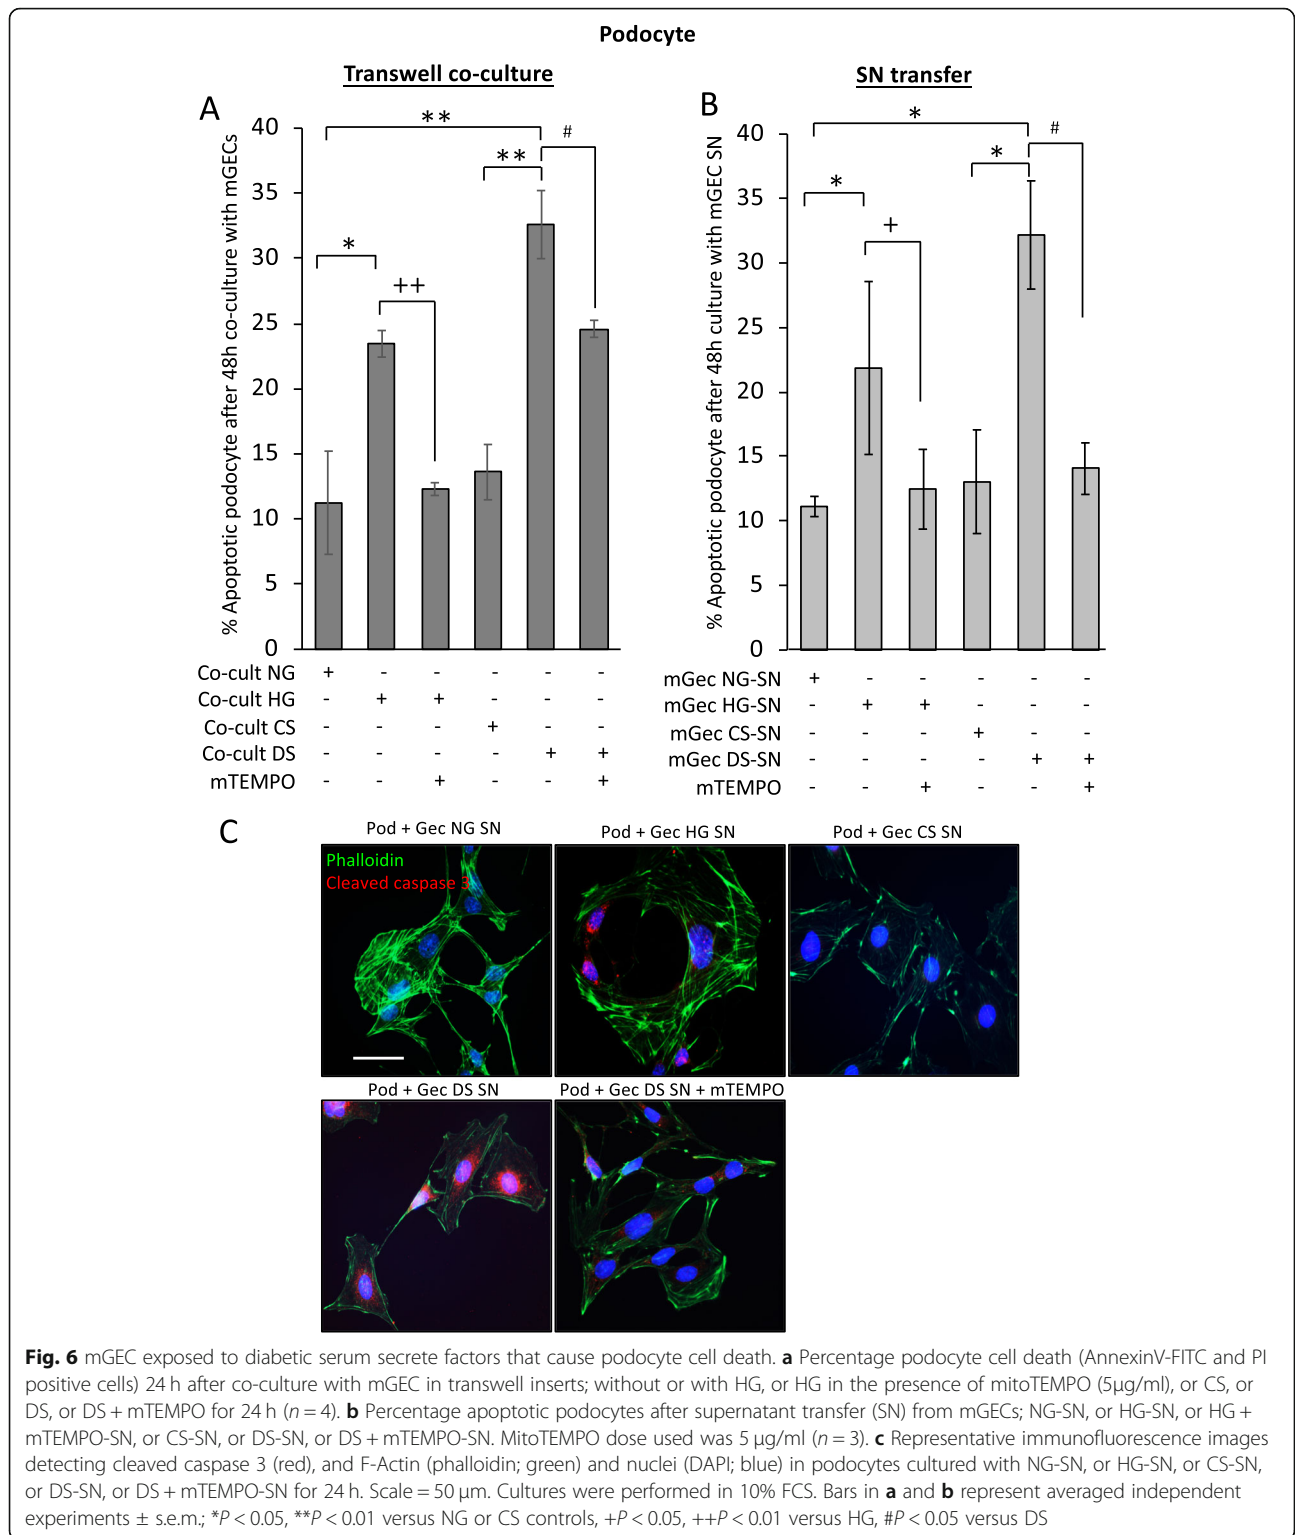 Podocyte
Transwell co-culture
SN transfer
A
% Apoptotic podocyte after 48h co-culture with mGECs
40
35
30
25
20
15
10
5
0
*
++
**
**
#
Co-cult NG + - - - - -
Co-cult HG - + + - - -
Co-cult CS - - - + - -
Co-cult DS - - - - + +
mTEMPO - - + - - +
B
% Apoptotic podocyte after 48h culture with mGEC SN
40
35
30
25
20
15
10
5
0
*
+
*
*
#
mGec NG-SN + - - - - -
mGec HG-SN - + + - - -
mGec CS-SN - - - + - -
mGec DS-SN - - - - + +
mTEMPO - - + - - +
C
Pod + Gec NG SN
Pod + Gec HG SN
Pod + Gec CS SN
Phalloidin
Cleaved caspase 3
Pod + Gec DS SN
Pod + Gec DS SN + mTEMPO
Fig. 6 mGEC exposed to diabetic serum secrete factors that cause podocyte cell death. a Percentage podocyte cell death (AnnexinV-FITC and PI
positive cells) 24 h after co-culture with mGEC in transwell inserts; without or with HG, or HG in the presence of mitoTEMPO (5µg/ml), or CS, or
DS, or DS + mTEMPO for 24 h (n = 4). b Percentage apoptotic podocytes after supernatant transfer (SN) from mGECs; NG-SN, or HG-SN, or HG +
mTEMPO-SN, or CS-SN, or DS-SN, or DS + mTEMPO-SN. MitoTEMPO dose used was 5 µg/ml (n = 3). c Representative immunofluorescence images
detecting cleaved caspase 3 (red), and F-Actin (phalloidin; green) and nuclei (DAPI; blue) in podocytes cultured with NG-SN, or HG-SN, or CS-SN,
or DS-SN, or DS + mTEMPO-SN for 24 h. Scale = 50 µm. Cultures were performed in 10% FCS. Bars in a and b represent averaged independent
experiments ± s.e.m.; *P < 0.05, **P < 0.01 versus NG or CS controls, +P < 0.05, ++P < 0.01 versus HG, #P < 0.05 versus DS